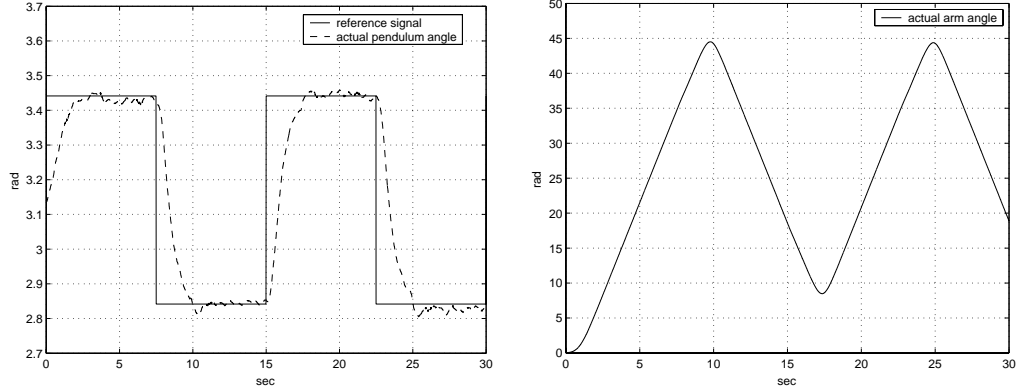 3.7
3.6
3.5
3.4
3.3
3.2
3.1
3
2.9
2.8
2.7
rad
reference signal
actual pendulum angle
0 5 10 15 20 25 30
sec
50
45
40
35
30
25
20
15
10
5
0
rad
actual arm angle
0 5 10 15 20 25 30
sec